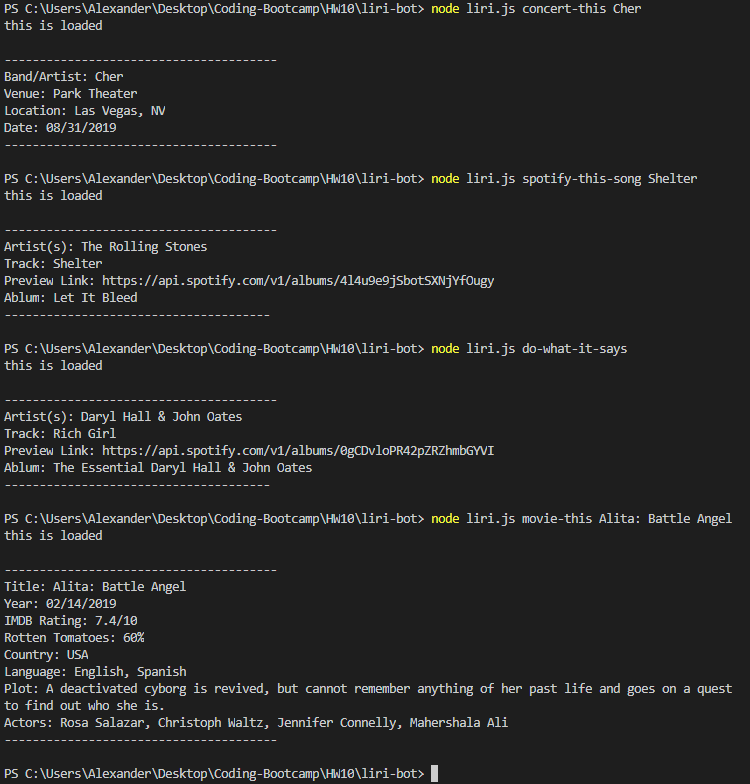 PS C:\Users\Alexander\Desktop\Coding-Bootcamp\HW10\liri-bot> node liri.js concert-this Cher
this is loaded
---------------------------------------
Band/Artist: Cher
Venue: Park Theater
Location: Las Vegas, NV
Date: 08/31/2019
---------------------------------------
PS C:\Users\Alexander\Desktop\Coding-Bootcamp\HW10\liri-bot> node liri.js spotify-this-song Shelter
this is loaded
---------------------------------------
Artist(s): The Rolling Stones
Track: Shelter
Preview Link: https://api.spotify.com/v1/albums/4l4u9e9jSbotSXNjYfOugy
Ablum: Let It Bleed
--------------------------------------
PS C:\Users\Alexander\Desktop\Coding-Bootcamp\HW10\liri-bot> node liri.js do-what-it-says
this is loaded
---------------------------------------
Artist(s): Daryl Hall & John Oates
Track: Rich Girl
Preview Link: https://api.spotify.com/v1/albums/0gCDvloPR42pZRZhmbGYVI
Ablum: The Essential Daryl Hall & John Oates
--------------------------------------
PS C:\Users\Alexander\Desktop\Coding-Bootcamp\HW10\liri-bot> node liri.js movie-this Alita: Battle Angel
this is loaded
---------------------------------------
Title: Alita: Battle Angel
Year: 02/14/2019
IMDB Rating: 7.4/10
Rotten Tomatoes: 60%
Country: USA
Language: English, Spanish
Plot: A deactivated cyborg is revived, but cannot remember anything of her past life and goes on a quest
to find out who she is.
Actors: Rosa Salazar, Christoph Waltz, Jennifer Connelly, Mahershala Ali
---------------------------------------
PS C:\Users\Alexander\Desktop\Coding-Bootcamp\HW10\liri-bot>